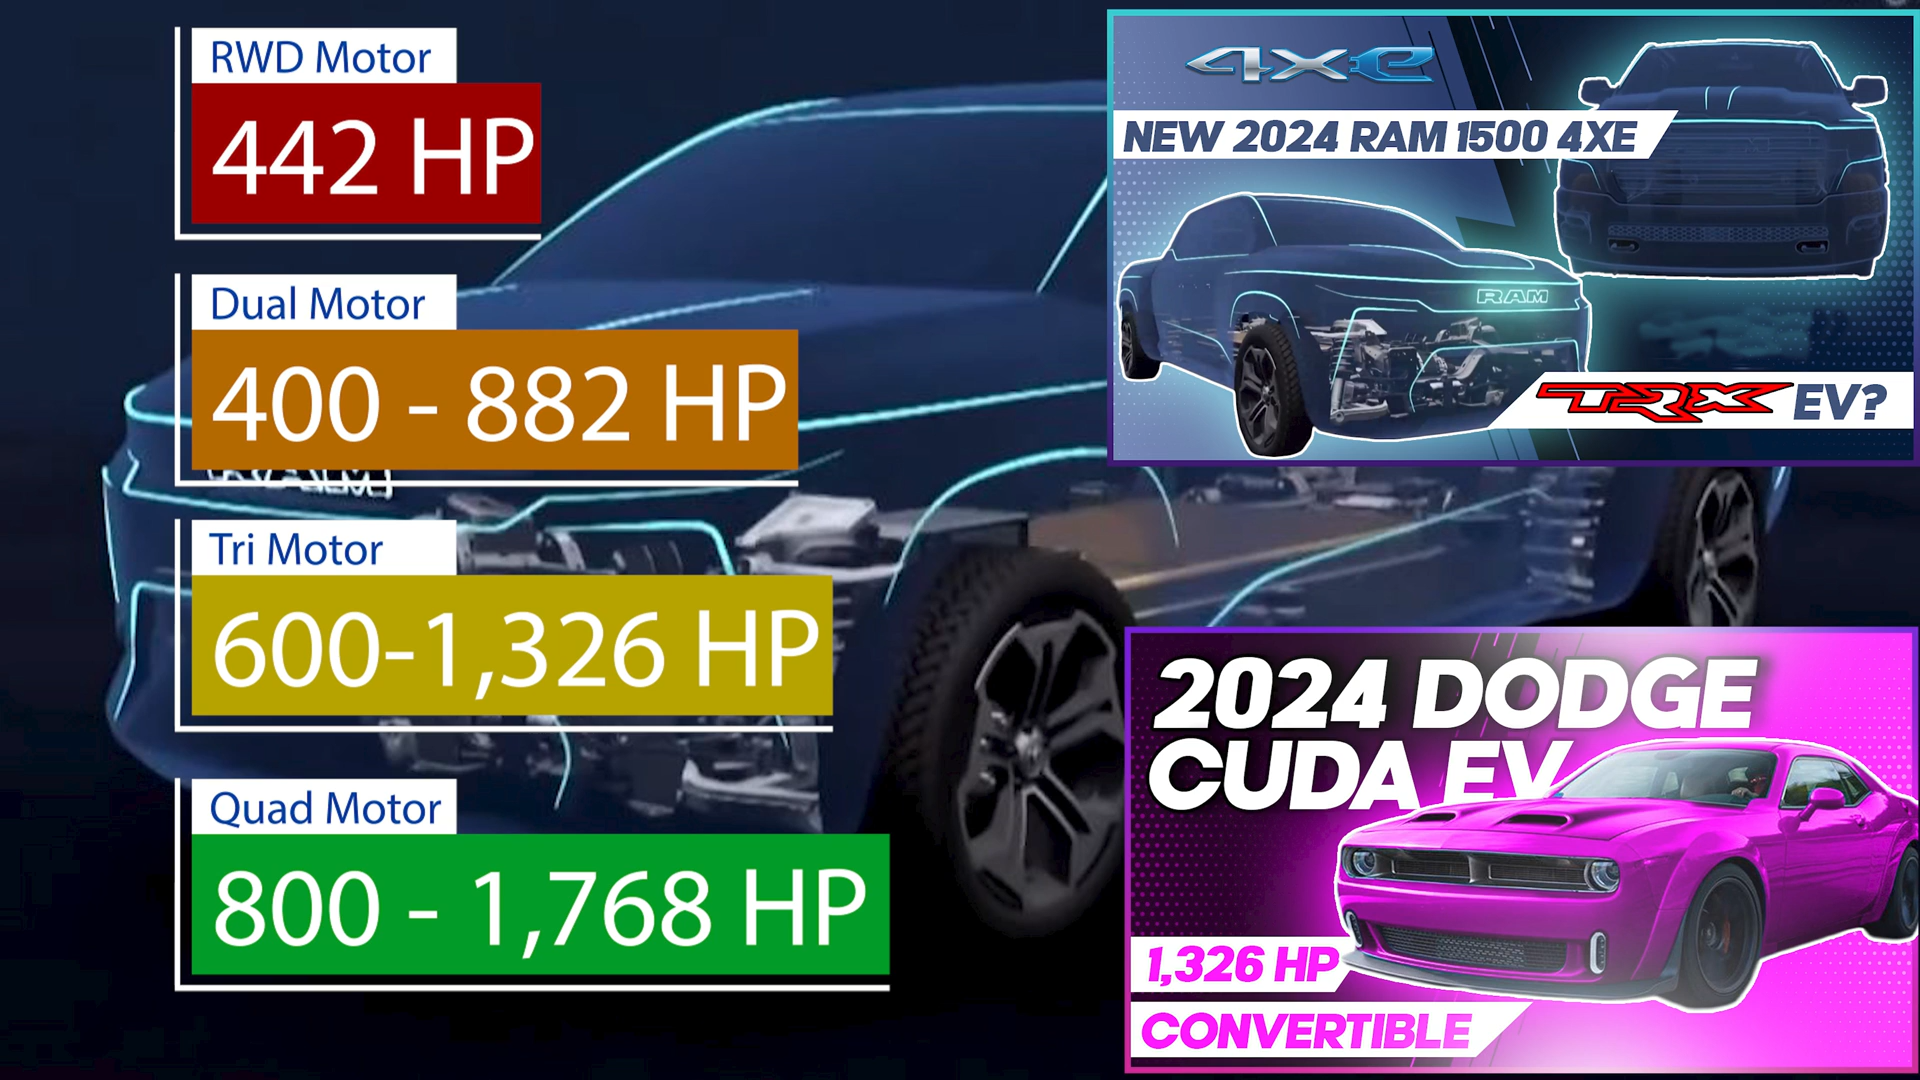 RWD Motor
442 HP
Dual Motor
400 - 882 HP
Tri Motor
600-1,326 HP
Quad Motor
800 - 1,768 HP
4xe
NEW 2024 RAM 1500 4XE
RAM
TRX EV?
2024 DODGE
CUDA EV
1,326 HP
CONVERTIBLE